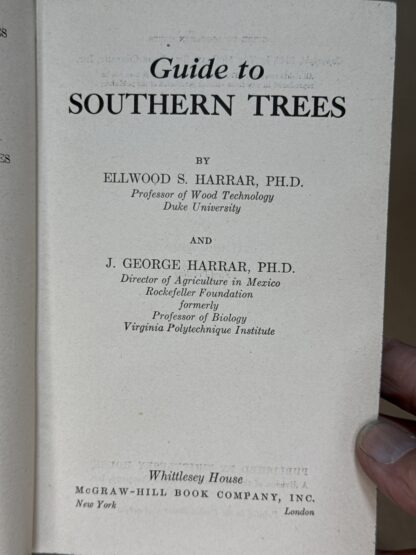 Guide to
SOUTHERN TREES
BY
ELLWOOD S. HARRAR, PH.D.
Professor of Wood Technology
Duke University
AND
J. GEORGE HARRAR, PH.D.
Director of Agriculture in Mexico
Rockefeller Foundation
formerly
Professor of Biology
Virginia Polytechnique Institute
Whittlesey House
MCGRAW-HILL BOOK COMPANY, INC.
New York London